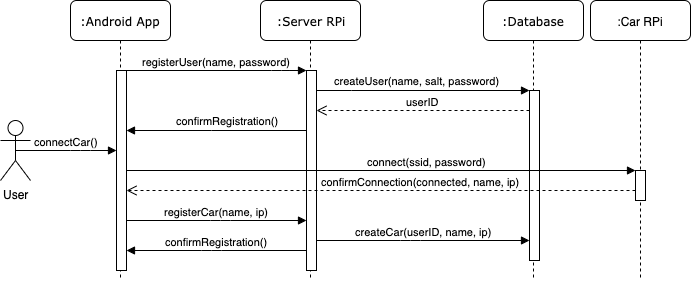 :Android App
:Server RPi
:Database
:Car RPi
registerUser(name, password)
createUser(name, salt, password)
userID
confirmRegistration()
connectCar()
User
connect(ssid, password)
confirmConnection(connected, name, ip)
registerCar(name, ip)
createCar(userID, name, ip)
confirmRegistration()